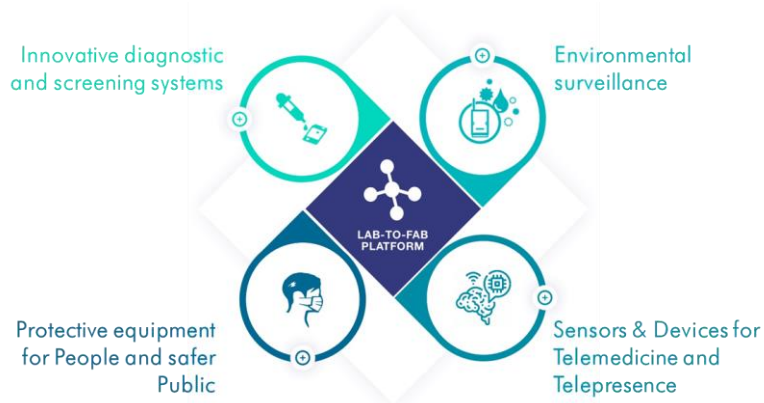 Innovative diagnostic
and screening systems
Environmental
surveillance
LAB-TO-FAB
PLATFORM
Protective equipment
for People and safer
Public
Sensors & Devices for
Telemedicine and
Telepresence